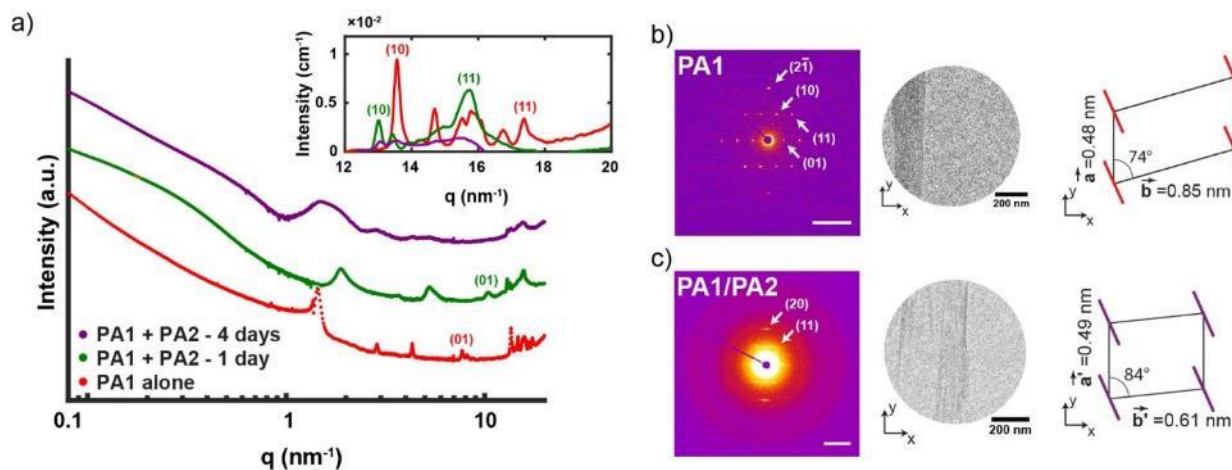 a)
Intensity (a.u.)
×10⁻²
Intensity (cm⁻¹)
1
0.5
0
(10)
(10)
(11)
(11)
12 14 16 18 20
q (nm⁻¹)
(01)
(01)
PA1 + PA2 - 4 days
PA1 + PA2 - 1 day
PA1 alone
0.1 1 10
q (nm⁻¹)
b)
PA1
(21̄)
(10)
(11)
(01)
y
x
200 nm
a⃗ =0.48 nm
74°
b⃗ =0.85 nm
y
x
c)
PA1/PA2
(20)
(11)
y
x
200 nm
a⃗' =0.49 nm
84°
b⃗' =0.61 nm
y
x